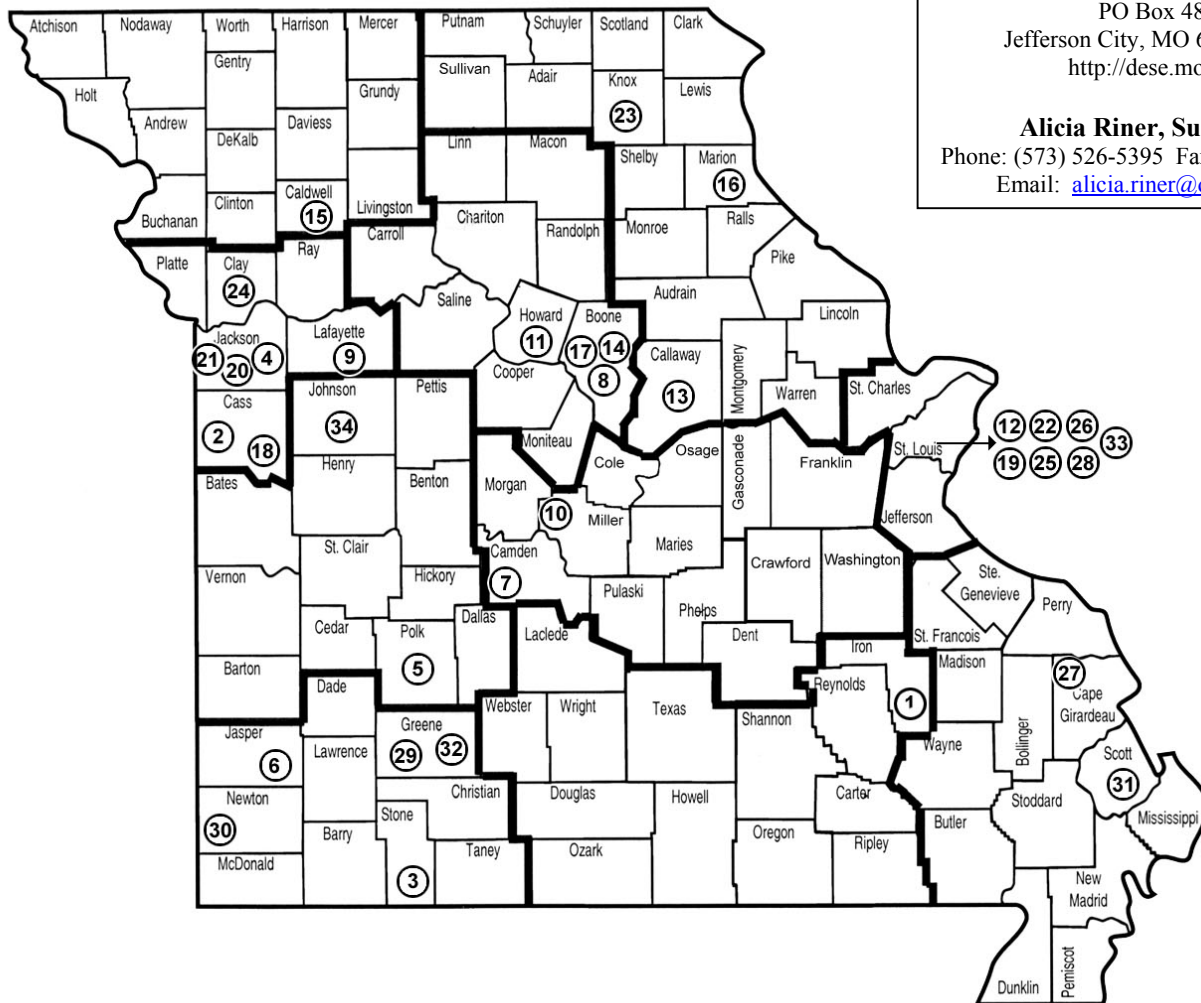 PO Box 48
Jefferson City, MO 6
http://dese.mo
Alicia Riner, Su
Phone: (573) 526-5395 Fa
Email: alicia.riner@
Atchison Nodaway Worth Harrison Mercer Putnam Schuyler Scotland Clark
Gentry Sullivan Adair Knox
Holt Grundy Lewis
23
Andrew DeKalb Daviess Linn Macon Shelby Marion
16
Buchanan Clinton Caldwell Livingston Chariton Randolph Monroe Ralls
15
Platte Clay Ray Carroll Pike
24
Saline Howard Boone Audrain Lincoln
Jackson Lafayette 11 17 14 Callaway Montgomery Warren St. Charles
21 20 4 9 8 13
Cass Johnson Pettis Cooper Moniteau
2 18 34
St. Louis 12 22 26 33
19 25 28
Bates Henry Benton Morgan Cole Osage Gasconade Franklin
10 Miller Jefferson
St. Clair Camden Maries Crawford Washington
7
Vernon Hickory Pulaski Phelps Ste.
Genevieve Perry
Cedar Polk Dallas Laclede Dent St. Francois
5
Barton Dade Iron Madison
Reynolds 1 27
Cape
Girardeau
Jasper Lawrence Greene Webster Wright Texas Shannon Wayne Bollinger Scott
6 29 32 31
Newton Christian Douglas Howell Carter Stoddard Mississippi
30
Stone
McDonald Barry Taney Ozark Oregon Ripley Butler
3
New
Madrid
Dunklin Pemiscot